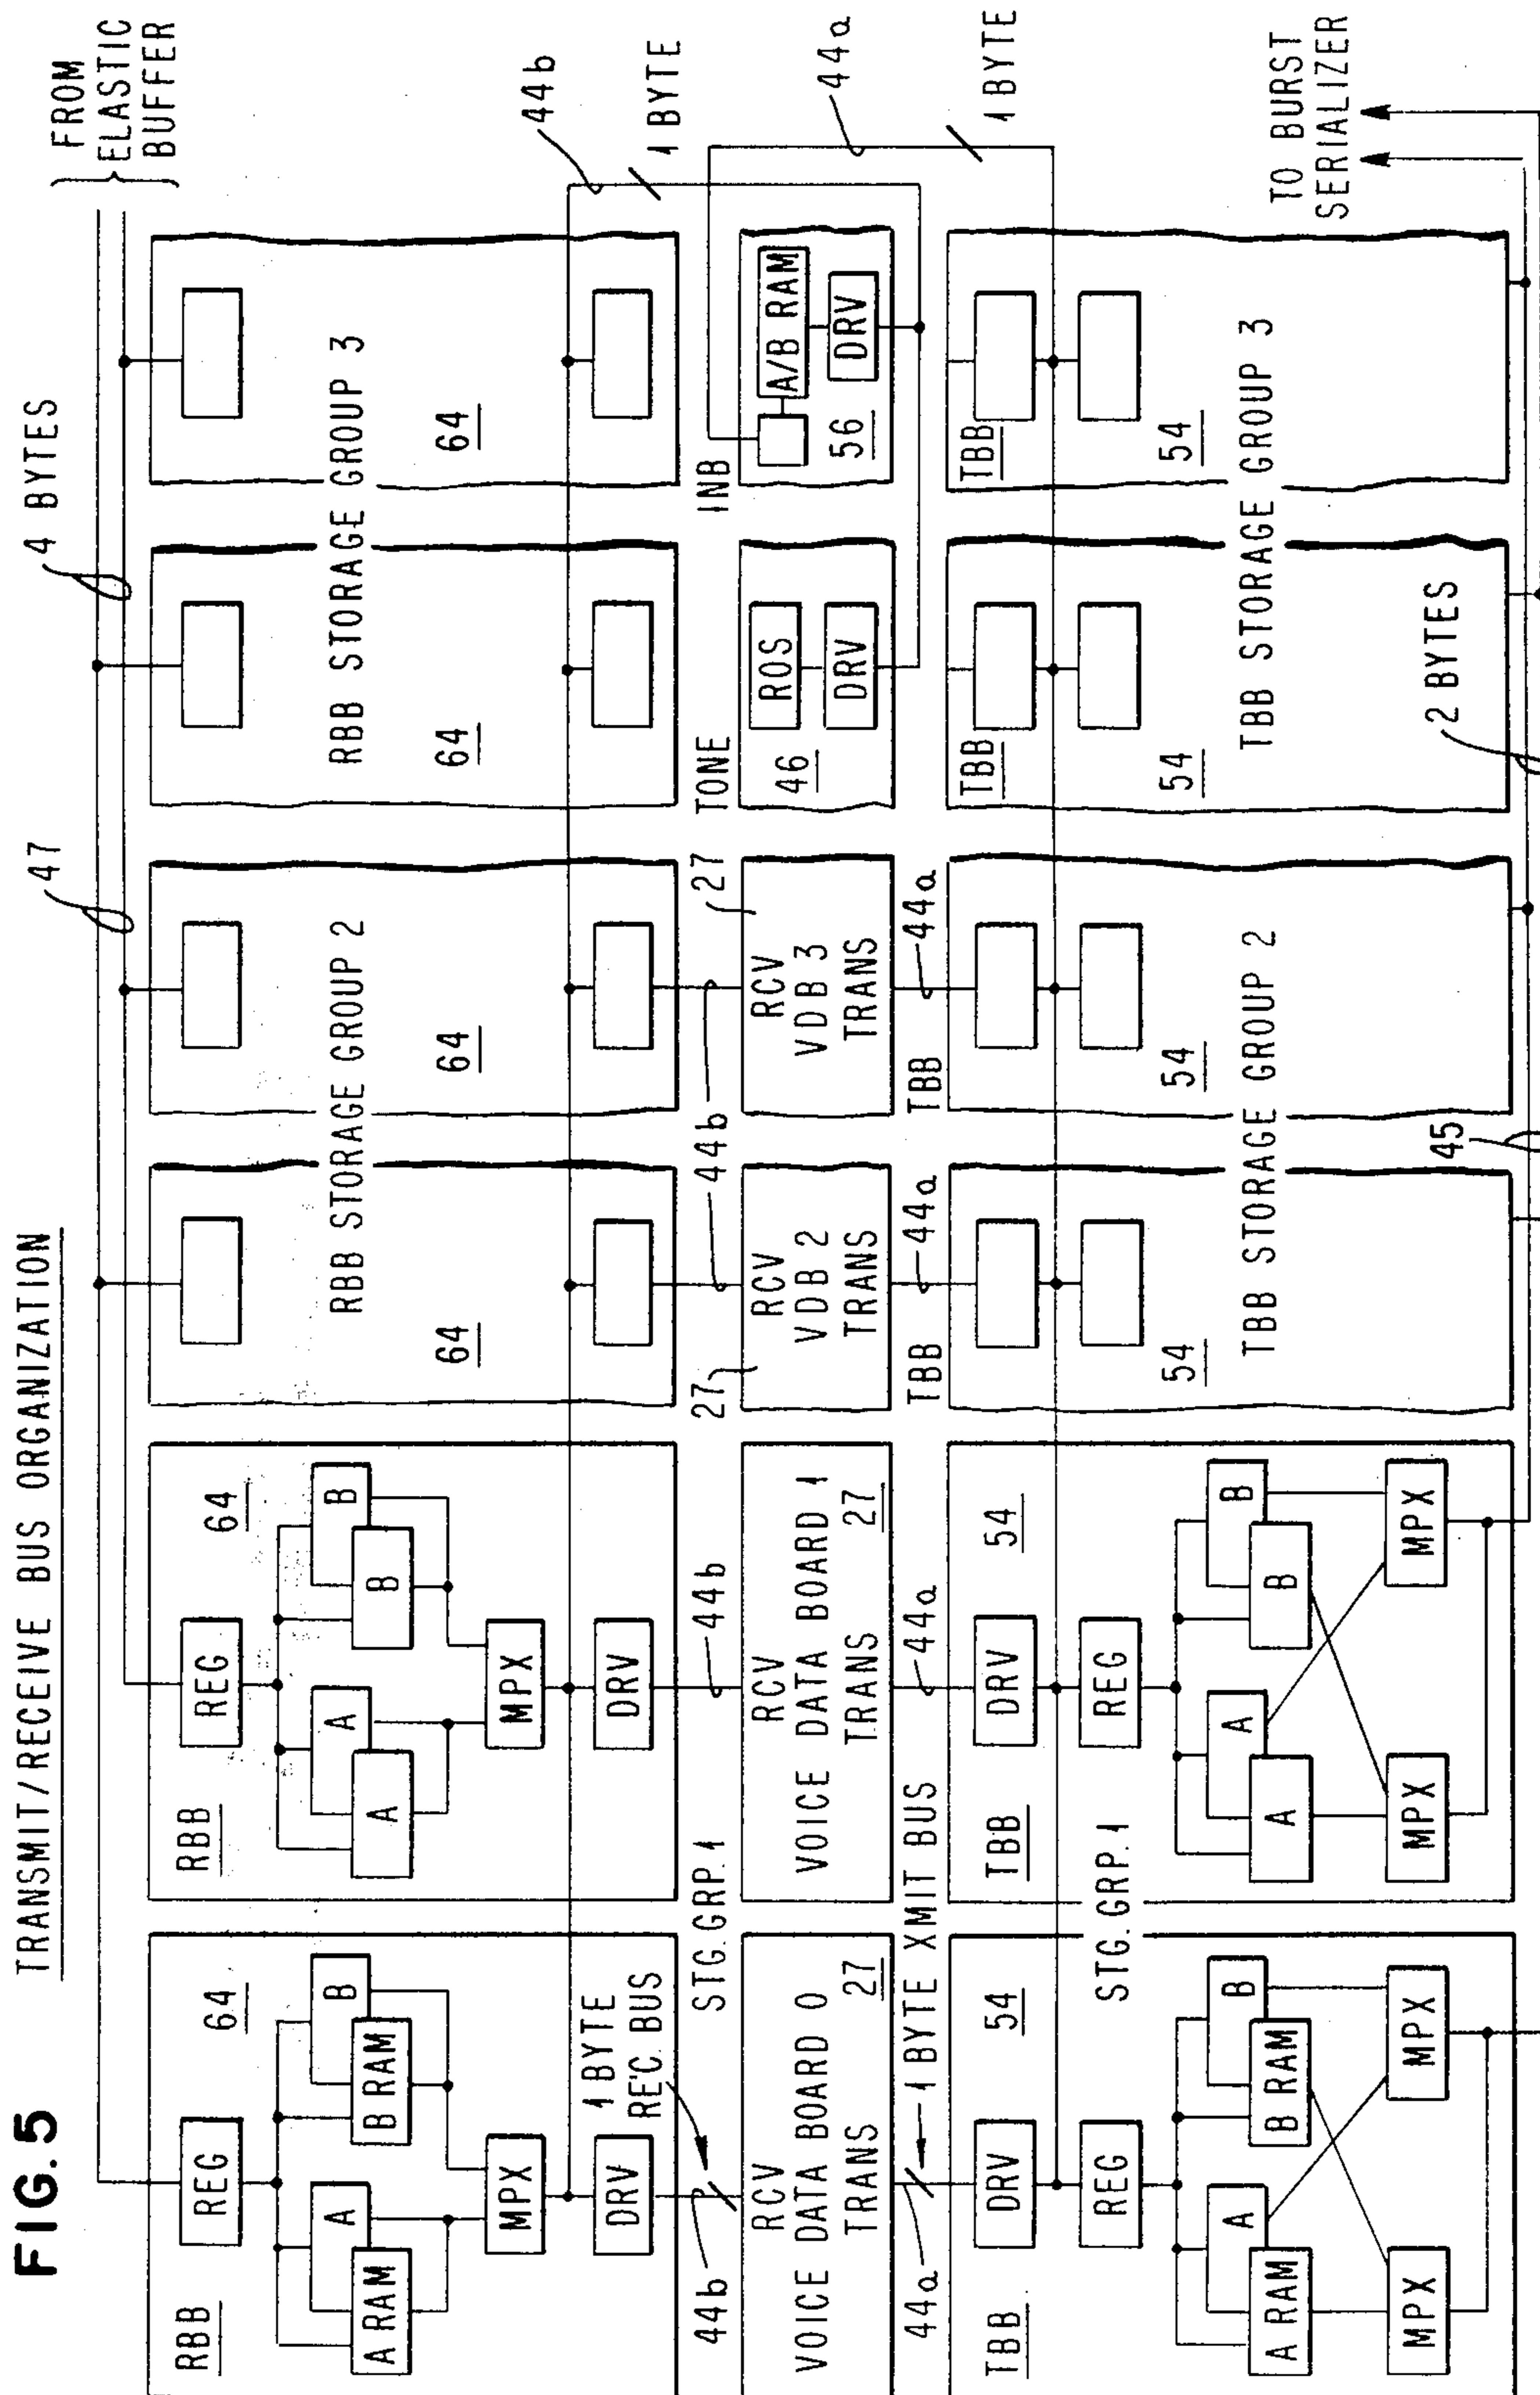 FIG. 5
TRANSMIT/RECEIVE BUS ORGANIZATION
47
4 BYTES
FROM
ELASTIC
BUFFER
RBB
REG
64
A RAM
A
B RAM
B
MPX
DRV
RBB
REG
64
A
A
B
B
MPX
DRV
64
RBB STORAGE GROUP 2
64
64
RBB STORAGE GROUP 3
64
44b
1 BYTE
REC. BUS
STG. GRP. 1
44b
27
44b
27
TONE
INB
44b
1 BYTE
RCV
VOICE DATA BOARD 0
TRANS
27
RCV
VOICE DATA BOARD 1
TRANS
27
RCV
VDB 2
TRANS
RCV
VDB 3
TRANS
46
ROS
DRV
A/B RAM
56
DRV
44a
1 BYTE
44a
1 BYTE XMIT BUS
44a
TBB
44a
TBB
44a
TBB
DRV
54
REG
A RAM
A
B RAM
B
MPX
MPX
STG. GRP. 1
TBB
DRV
54
REG
A
A
B
B
MPX
MPX
54
TBB STORAGE GROUP 2
54
TBB
54
TBB STORAGE GROUP 3
TBB
54
45
2 BYTES
TO BURST
SERIALIZER